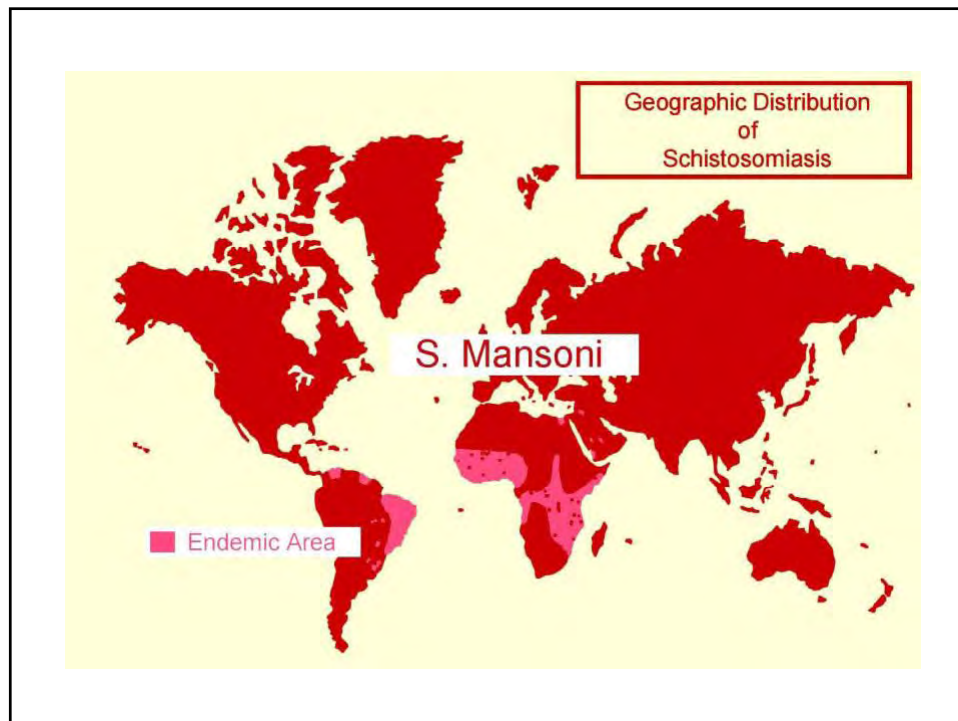 Geographic Distribution
of
Schistosomiasis
S. Mansoni
Endemic Area